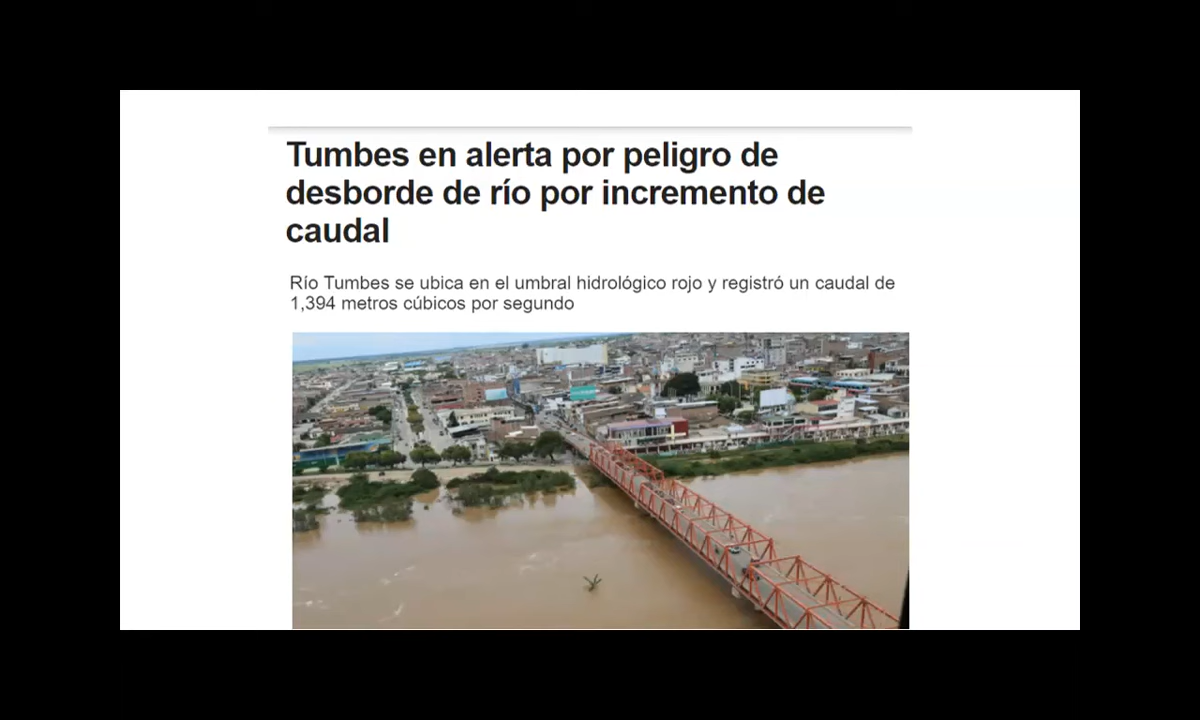 Tumbes en alerta por peligro de
desborde de río por incremento de
caudal
Río Tumbes se ubica en el umbral hidrológico rojo y registró un caudal de
1,394 metros cúbicos por segundo